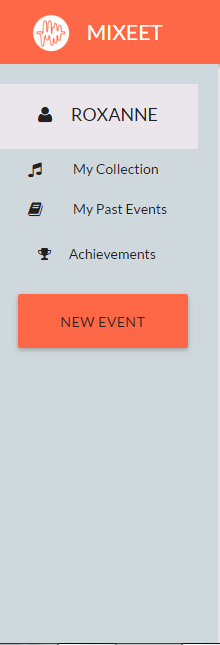 MIXEET
ROXANNE
My Collection
My Past Events
Achievements
NEW EVENT